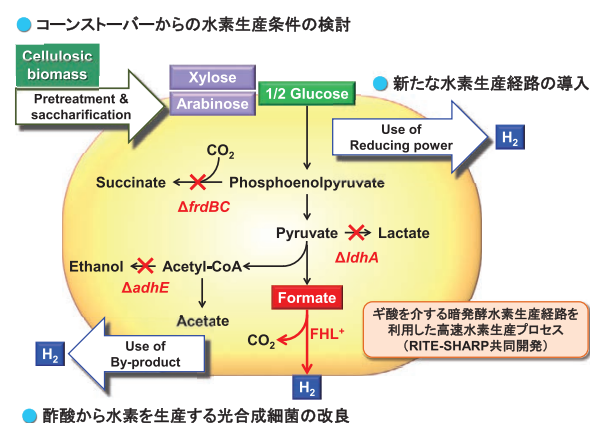 ● コーンストーバーからの水素生産条件の検討
Cellulosic
biomass
Pretreatment &
saccharification
Xylose
Arabinose
1/2 Glucose
● 新たな水素生産経路の導入
Use of
Reducing power
H₂
CO₂
Succinate
Phosphoenolpyruvate
ΔfrdBC
Pyruvate
Lactate
ΔldhA
Ethanol
Acetyl-CoA
ΔadhE
Acetate
Formate
CO₂
FHL⁺
ギ酸を介する暗発酵水素生産経路を
利用した高速水素生産プロセス
（RITE-SHARP共同開発）
H₂
Use of
By-product
H₂
● 酢酸から水素を生産する光合成細菌の改良